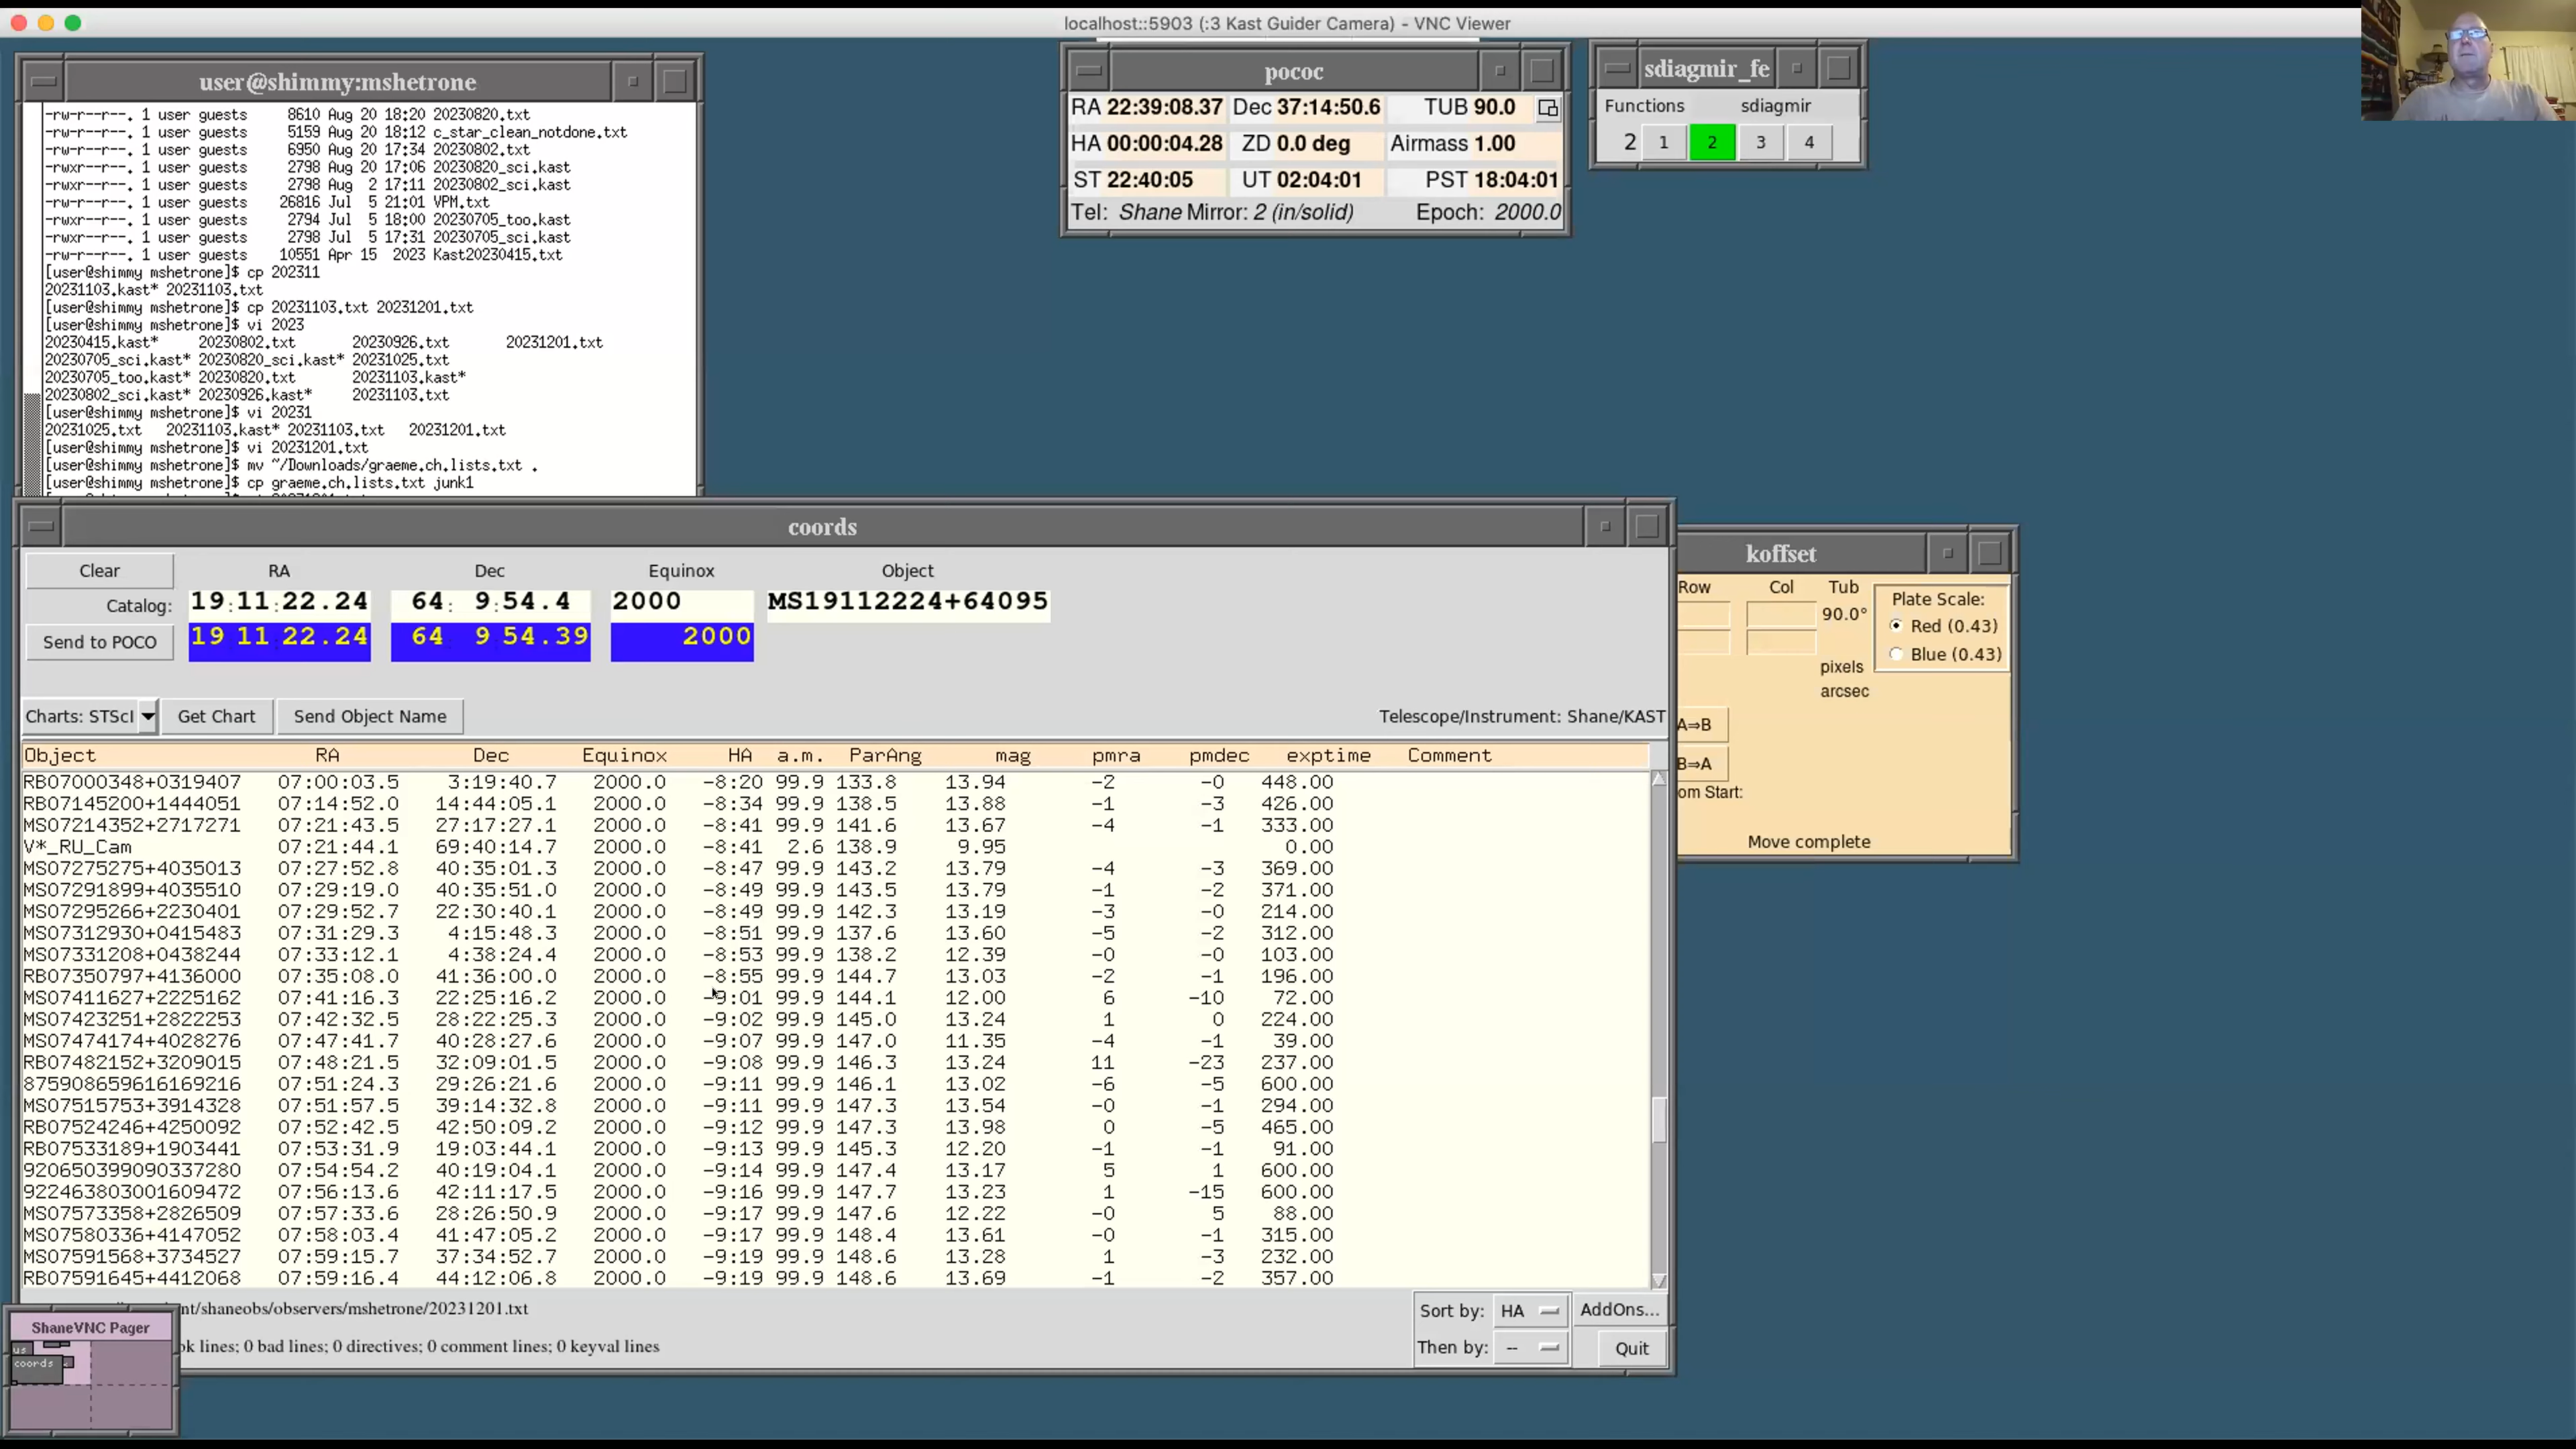 localhost::5903 (:3 Kast Guider Camera) - VNC Viewer
user@shimmy:mshetrone
-rw-r--r--. 1 user guests 8610 Aug 20 18:20 20230820.txt
-rw-r--r--. 1 user guests 5159 Aug 20 18:12 c_star_clean_notdone.txt
-rw-r--r--. 1 user guests 6950 Aug 20 17:34 20230802.txt
-rwxr--r--. 1 user guests 2798 Aug 20 17:06 20230820_sci.kast
-rwxr--r--. 1 user guests 2798 Aug 2 17:11 20230802_sci.kast
-rw-r--r--. 1 user guests 26816 Jul 5 21:01 VPM.txt
-rwxr--r--. 1 user guests 2794 Jul 5 18:00 20230705_too.kast
-rwxr--r--. 1 user guests 2798 Jul 5 17:31 20230705_sci.kast
-rw-r--r--. 1 user guests 10551 Apr 15 2023 Kast20230415.txt
[user@shimmy mshetrone]$ cp 202311
20231103.kast* 20231103.txt
[user@shimmy mshetrone]$ cp 20231103.txt 20231201.txt
[user@shimmy mshetrone]$ vi 2023
20230415.kast* 20230802.txt 20230926.txt 20231201.txt
20230705_sci.kast* 20230820_sci.kast* 20231025.txt
20230705_too.kast* 20230820.txt 20231103.kast*
20230802_sci.kast* 20230926.kast* 20231103.txt
[user@shimmy mshetrone]$ vi 20231
20231025.txt 20231103.kast* 20231103.txt 20231201.txt
[user@shimmy mshetrone]$ vi 20231201.txt
[user@shimmy mshetrone]$ mv ~/Downloads/graeme.ch.lists.txt .
[user@shimmy mshetrone]$ cp graeme.ch.lists.txt junk1
pococ
RA 22:39:08.37 Dec 37:14:50.6 TUB 90.0
HA 00:00:04.28 ZD 0.0 deg Airmass 1.00
ST 22:40:05 UT 02:04:01 PST 18:04:01
Tel: Shane Mirror: 2 (in/solid) Epoch: 2000.0
sdiagmir_fe
Functions sdiagmir
2 1 2 3 4
coords
Clear RA Dec Equinox Object
Catalog: 19:11:22.24 64: 9:54.4 2000 MS19112224+64095
Send to POCO 19 11 22.24 64 9 54.39 2000
Charts: STScI Get Chart Send Object Name Telescope/Instrument: Shane/KAST
Object RA Dec Equinox HA a.m. ParAng mag pmra pmdec exptime Comment
RB07000348+0319407 07:00:03.5 3:19:40.7 2000.0 -8:20 99.9 133.8 13.94 -2 -0 448.00
RB07145200+1444051 07:14:52.0 14:44:05.1 2000.0 -8:34 99.9 138.5 13.88 -1 -3 426.00
MS07214352+2717271 07:21:43.5 27:17:27.1 2000.0 -8:41 99.9 141.6 13.67 -4 -1 333.00
V*_RU_Cam 07:21:44.1 69:40:14.7 2000.0 -8:41 2.6 138.9 9.95 0.00
MS07275275+4035013 07:27:52.8 40:35:01.3 2000.0 -8:47 99.9 143.2 13.79 -4 -3 369.00
MS07291899+4035510 07:29:19.0 40:35:51.0 2000.0 -8:49 99.9 143.5 13.79 -1 -2 371.00
MS07295266+2230401 07:29:52.7 22:30:40.1 2000.0 -8:49 99.9 142.3 13.19 -3 -0 214.00
MS07312930+0415483 07:31:29.3 4:15:48.3 2000.0 -8:51 99.9 137.6 13.60 -5 -2 312.00
MS07331208+0438244 07:33:12.1 4:38:24.4 2000.0 -8:53 99.9 138.2 12.39 -0 -0 103.00
RB07350797+4136000 07:35:08.0 41:36:00.0 2000.0 -8:55 99.9 144.7 13.03 -2 -1 196.00
MS07411627+2225162 07:41:16.3 22:25:16.2 2000.0 -9:01 99.9 144.1 12.00 6 -10 72.00
MS07423251+2822253 07:42:32.5 28:22:25.3 2000.0 -9:02 99.9 145.0 13.24 1 0 224.00
MS07474174+4028276 07:47:41.7 40:28:27.6 2000.0 -9:07 99.9 147.0 11.35 -4 -1 39.00
RB07482152+3209015 07:48:21.5 32:09:01.5 2000.0 -9:08 99.9 146.3 13.24 11 -23 237.00
875908659616169216 07:51:24.3 29:26:21.6 2000.0 -9:11 99.9 146.1 13.02 -6 -5 600.00
MS07515753+3914328 07:51:57.5 39:14:32.8 2000.0 -9:11 99.9 147.3 13.54 -0 -1 294.00
RB07524246+4250092 07:52:42.5 42:50:09.2 2000.0 -9:12 99.9 147.3 13.98 0 -5 465.00
RB07533189+1903441 07:53:31.9 19:03:44.1 2000.0 -9:13 99.9 145.3 12.20 -1 -1 91.00
920650399090337280 07:54:54.2 40:19:04.1 2000.0 -9:14 99.9 147.4 13.17 5 1 600.00
922463803001609472 07:56:13.6 42:11:17.5 2000.0 -9:16 99.9 147.7 13.23 1 -15 600.00
MS07573358+2826509 07:57:33.6 28:26:50.9 2000.0 -9:17 99.9 147.6 12.22 -0 5 88.00
MS07580336+4147052 07:58:03.4 41:47:05.2 2000.0 -9:17 99.9 148.4 13.61 -0 -1 315.00
MS07591568+3734527 07:59:15.7 37:34:52.7 2000.0 -9:19 99.9 148.6 13.28 1 -3 232.00
RB07591645+4412068 07:59:16.4 44:12:06.8 2000.0 -9:19 99.9 148.6 13.69 -1 -2 357.00
nt/shaneobs/observers/mshetrone/20231201.txt
ok lines; 0 bad lines; 0 directives; 0 comment lines; 0 keyval lines
Sort by: HA AddOns...
Then by: -- Quit
koffset
Row Col Tub
90.0°
Plate Scale:
Red (0.43)
Blue (0.43)
pixels
arcsec
A⇒B
B⇒A
om Start:
Move complete
ShaneVNC Pager
us
coords